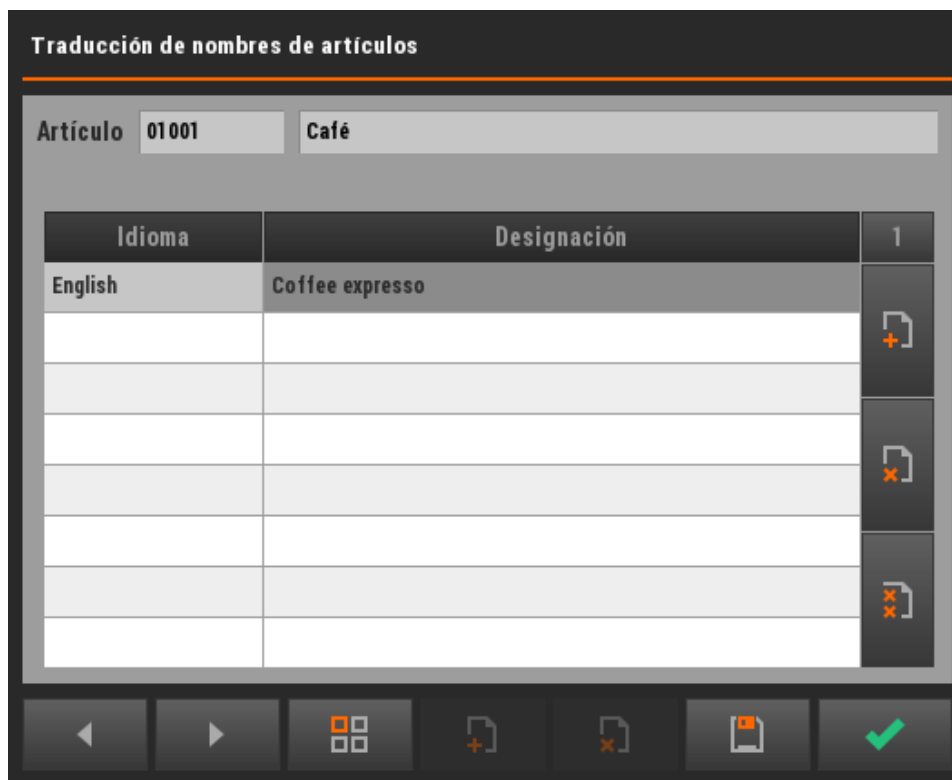 Traducción de nombres de artículos
Artículo 01001 Café
Idioma Designación 1
English Coffee expresso